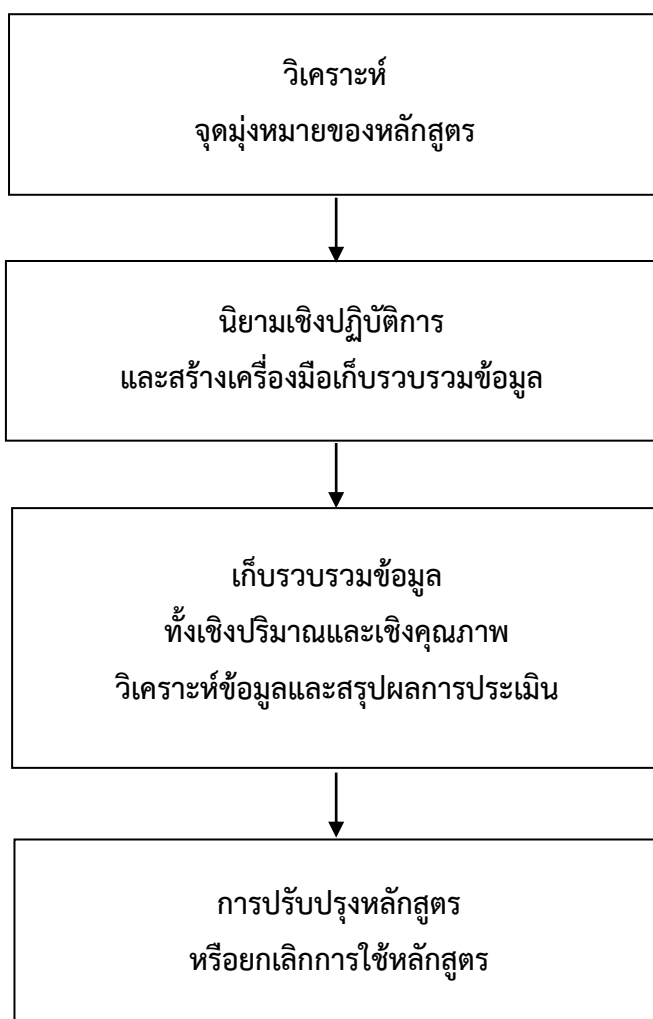 วิเคราะห์
จุดมุ่งหมายของหลักสูตร
นิยามเชิงปฏิบัติการ
และสร้างเครื่องมือเก็บรวบรวมข้อมูล
เก็บรวบรวมข้อมูล
ทั้งเชิงปริมาณและเชิงคุณภาพ
วิเคราะห์ข้อมูลและสรุปผลการประเมิน
การปรับปรุงหลักสูตร
หรือยกเลิกการใช้หลักสูตร